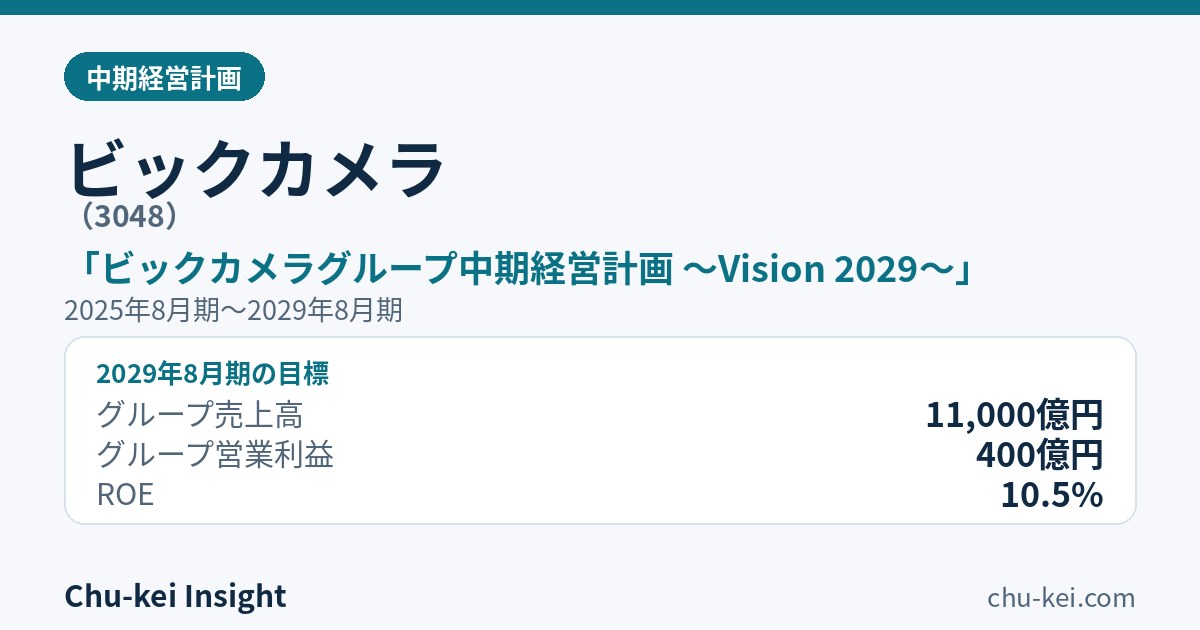 中期経営計画
ビックカメラ
（3048）
「ビックカメラグループ中期経営計画 ～Vision 2029～」
2025年8月期～2029年8月期
2029年8月期の目標
グループ売上高 11,000億円
グループ営業利益 400億円
ROE 10.5%
Chu-kei Insight chu-kei.com